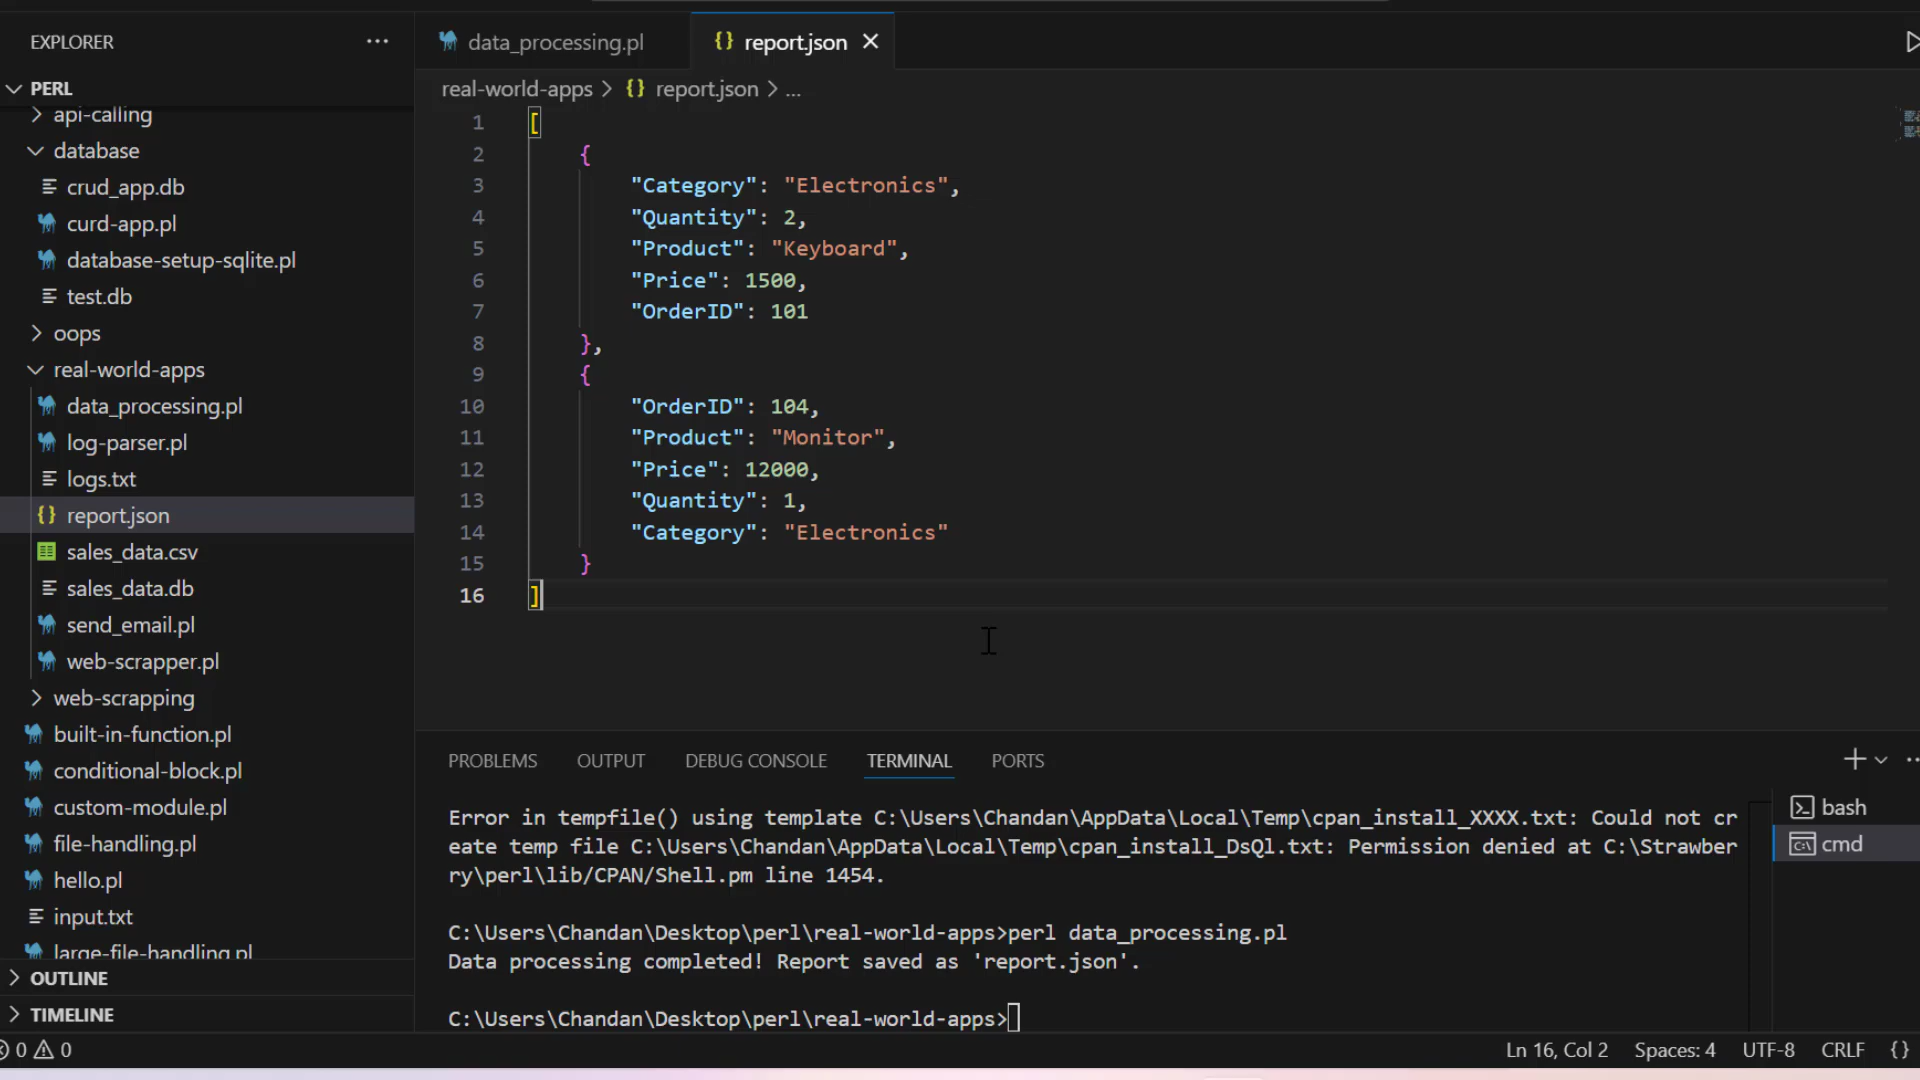 EXPLORER
PERL
api-calling
database
crud_app.db
curd-app.pl
database-setup-sqlite.pl
test.db
oops
real-world-apps
data_processing.pl
log-parser.pl
logs.txt
report.json
sales_data.csv
sales_data.db
send_email.pl
web-scrapper.pl
web-scrapping
built-in-function.pl
conditional-block.pl
custom-module.pl
file-handling.pl
hello.pl
input.txt
large-file-handling.pl
OUTLINE
TIMELINE
data_processing.pl
{} report.json
real-world-apps > {} report.json > ...
1 [
2 {
3 "Category": "Electronics",
4 "Quantity": 2,
5 "Product": "Keyboard",
6 "Price": 1500,
7 "OrderID": 101
8 },
9 {
10 "OrderID": 104,
11 "Product": "Monitor",
12 "Price": 12000,
13 "Quantity": 1,
14 "Category": "Electronics"
15 }
16 ]
PROBLEMS OUTPUT DEBUG CONSOLE TERMINAL PORTS
Error in tempfile() using template C:\Users\Chandan\AppData\Local\Temp\cpan_install_XXXX.txt: Could not cr
eate temp file C:\Users\Chandan\AppData\Local\Temp\cpan_install_DsQl.txt: Permission denied at C:\Strawber
ry\perl\lib/CPAN/Shell.pm line 1454.
C:\Users\Chandan\Desktop\perl\real-world-apps>perl data_processing.pl
Data processing completed! Report saved as 'report.json'.
C:\Users\Chandan\Desktop\perl\real-world-apps>
bash
cmd
0 0
Ln 16, Col 2 Spaces: 4 UTF-8 CRLF {}